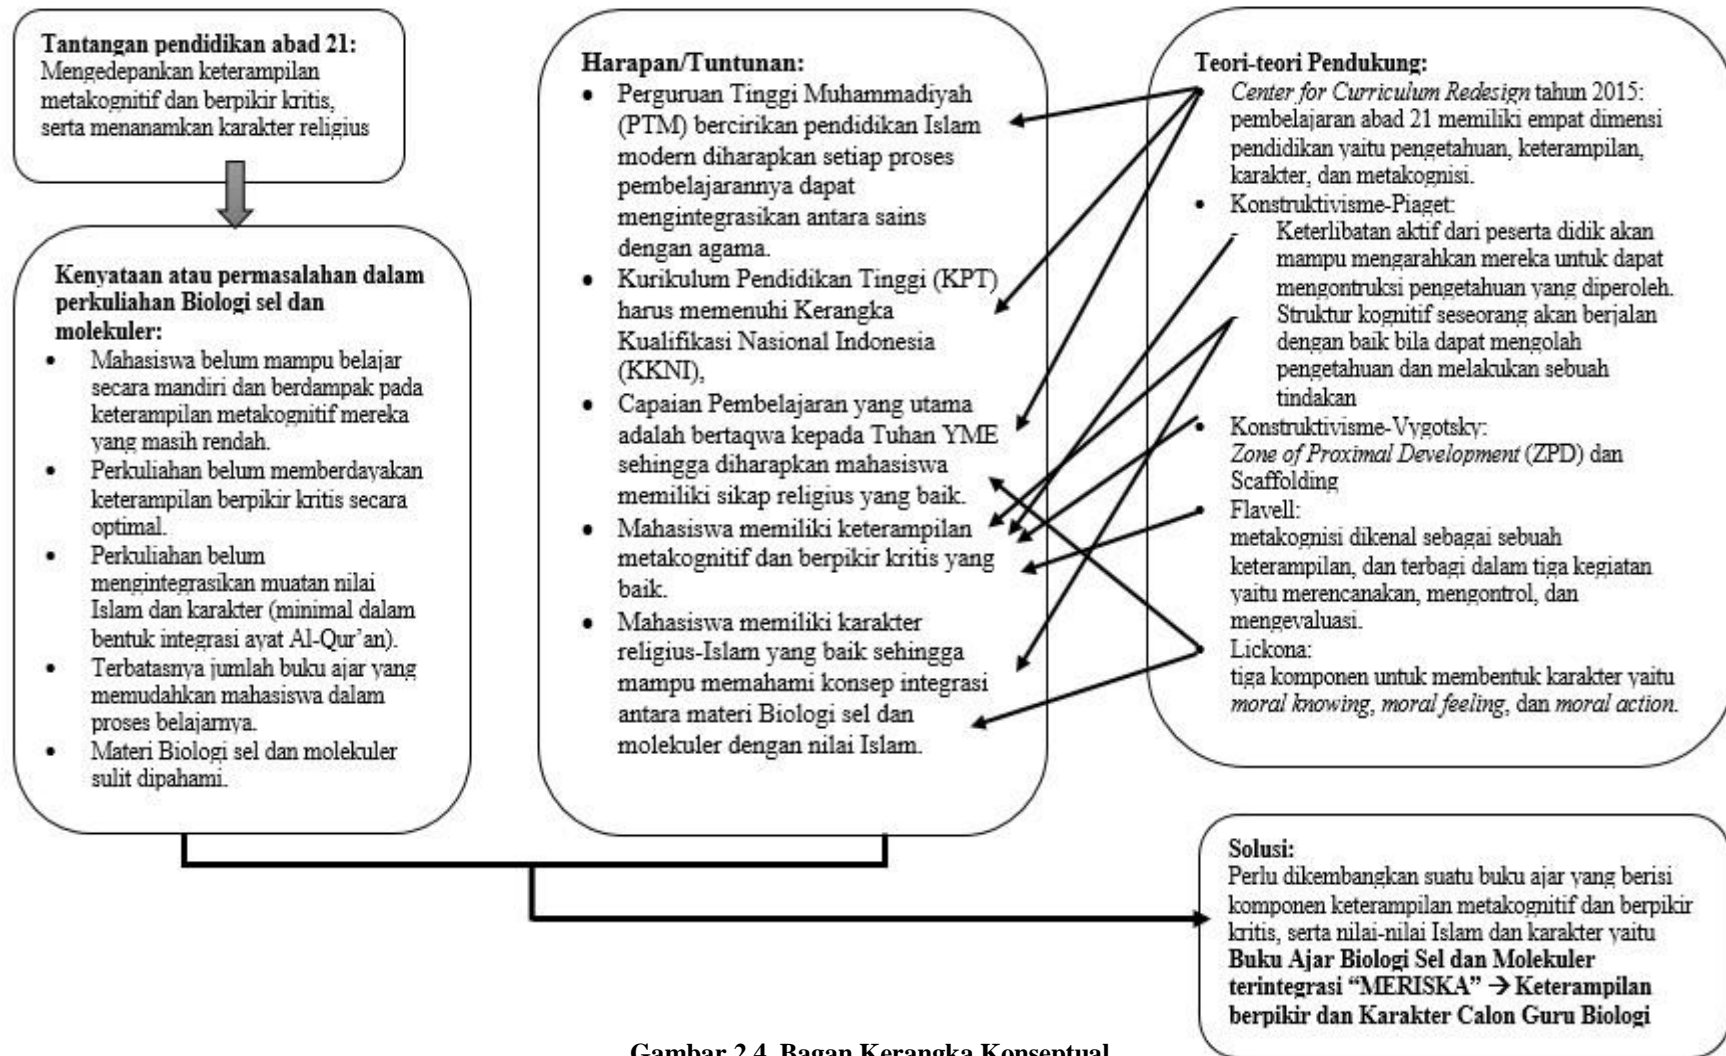 Tantangan pendidikan abad 21:
Mengedepankan keterampilan
metakognitif dan berpikir kritis,
serta menanamkan karakter religius
Kenyataan atau permasalahan dalam
perkuliahan Biologi sel dan
molekuler:
• Mahasiswa belum mampu belajar
secara mandiri dan berdampak pada
keterampilan metakognitif mereka
yang masih rendah.
• Perkuliahan belum memberdayakan
keterampilan berpikir kritis secara
optimal.
• Perkuliahan belum
mengintegrasikan muatan nilai
Islam dan karakter (minimal dalam
bentuk integrasi ayat Al-Qur’an).
• Terbatasnya jumlah buku ajar yang
memudahkan mahasiswa dalam
proses belajarnya.
• Materi Biologi sel dan molekuler
sulit dipahami.
Harapan/Tuntunan:
• Perguruan Tinggi Muhammadiyah
(PTM) bercirikan pendidikan Islam
modern diharapkan setiap proses
pembelajarannya dapat
mengintegrasikan antara sains
dengan agama.
• Kurikulum Pendidikan Tinggi (KPT)
harus memenuhi Kerangka
Kualifikasi Nasional Indonesia
(KKNI),
• Capaian Pembelajaran yang utama
adalah bertaqwa kepada Tuhan YME
sehingga diharapkan mahasiswa
memiliki sikap religius yang baik.
• Mahasiswa memiliki keterampilan
metakognitif dan berpikir kritis yang
baik.
• Mahasiswa memiliki karakter
religius-Islam yang baik sehingga
mampu memahami konsep integrasi
antara materi Biologi sel dan
molekuler dengan nilai Islam.
Teori-teori Pendukung:
• Center for Curriculum Redesign tahun 2015:
pembelajaran abad 21 memiliki empat dimensi
pendidikan yaitu pengetahuan, keterampilan,
karakter, dan metakognisi.
• Konstruktivisme-Piaget:
- Keterlibatan aktif dari peserta didik akan
mampu mengarahkan mereka untuk dapat
mengontruksi pengetahuan yang diperoleh.
- Struktur kognitif seseorang akan berjalan
dengan baik bila dapat mengolah
pengetahuan dan melakukan sebuah
tindakan
• Konstruktivisme-Vygotsky:
Zone of Proximal Development (ZPD) dan
Scaffolding
• Flavell:
metakognisi dikenal sebagai sebuah
keterampilan, dan terbagi dalam tiga kegiatan
yaitu merencanakan, mengontrol, dan
mengevaluasi.
• Lickona:
tiga komponen untuk membentuk karakter yaitu
moral knowing, moral feeling, dan moral action.
Solusi:
Perlu dikembangkan suatu buku ajar yang berisi
komponen keterampilan metakognitif dan berpikir
kritis, serta nilai-nilai Islam dan karakter yaitu
Buku Ajar Biologi Sel dan Molekuler
terintegrasi “MERISKA” → Keterampilan
berpikir dan Karakter Calon Guru Biologi
Gambar 2.4. Bagan Kerangka Konseptual